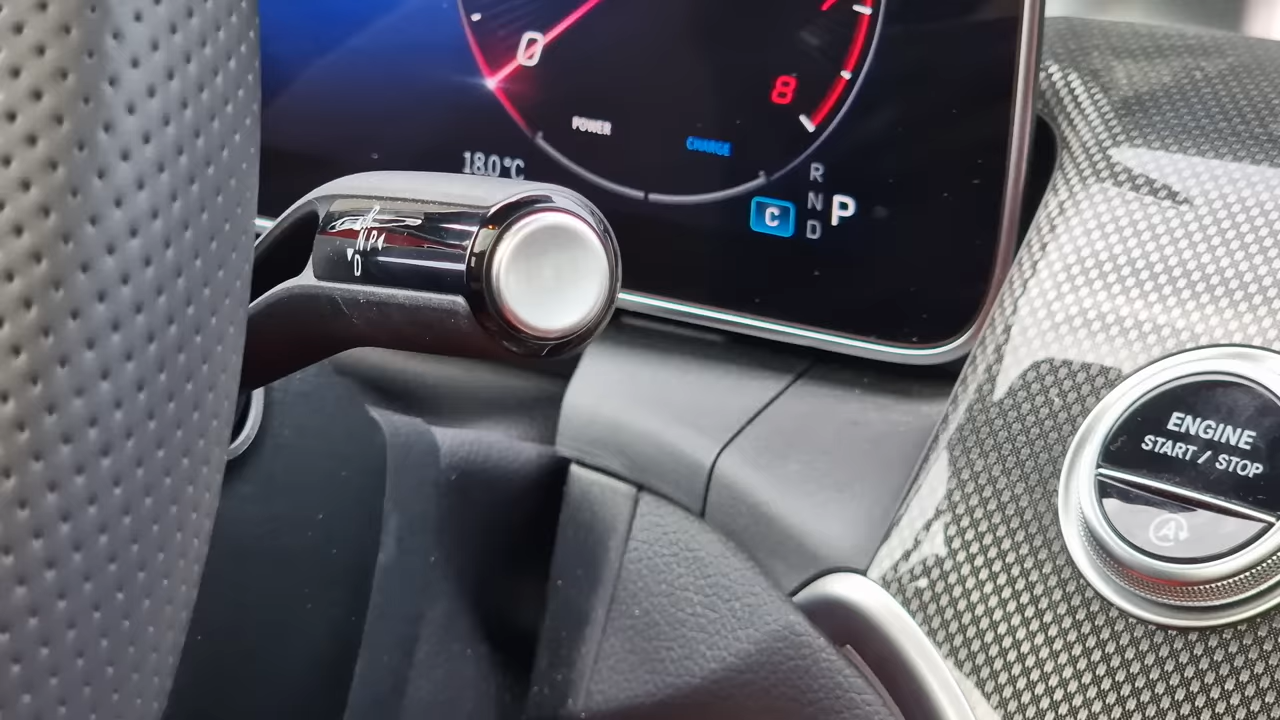 0
8
POWER
CHARGE
18.0 °C
R
N
D
C
P
N P
D
ENGINE
START / STOP
A